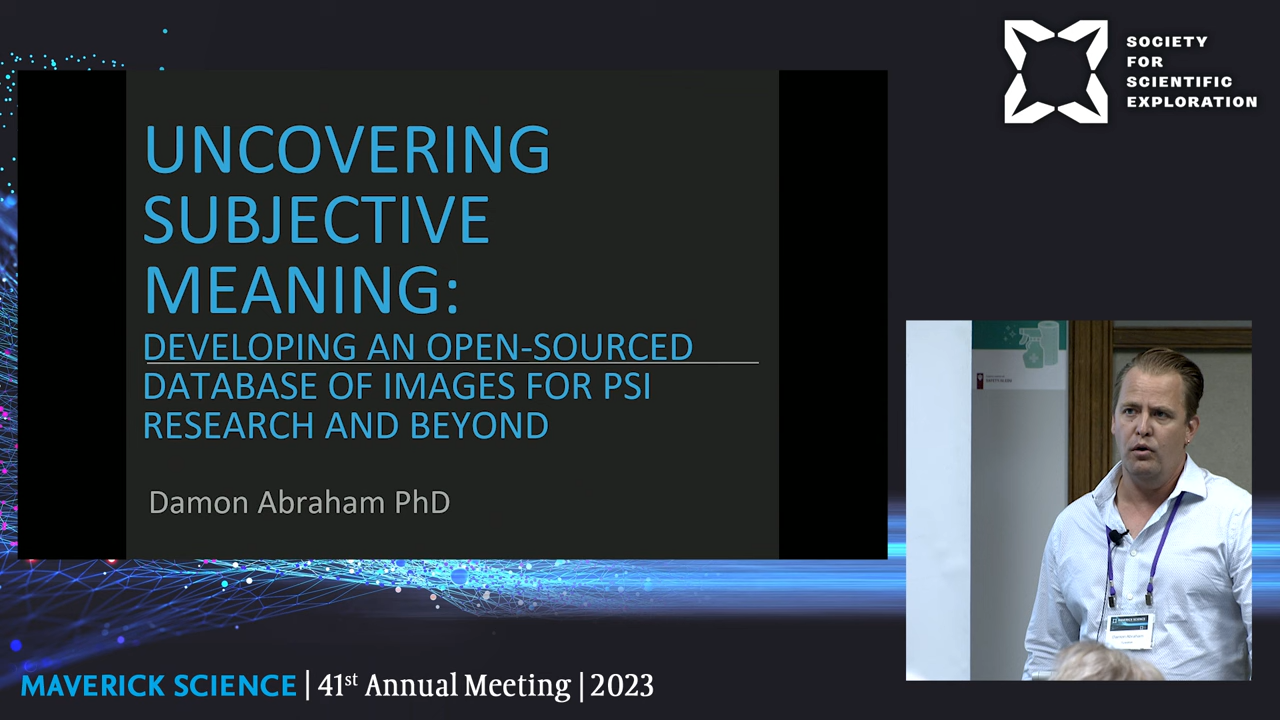 SOCIETY
FOR
SCIENTIFIC
EXPLORATION
UNCOVERING
SUBJECTIVE
MEANING:
DEVELOPING AN OPEN-SOURCED
DATABASE OF IMAGES FOR PSI
RESEARCH AND BEYOND
Damon Abraham PhD
MAVERICK SCIENCE | 41st Annual Meeting | 2023